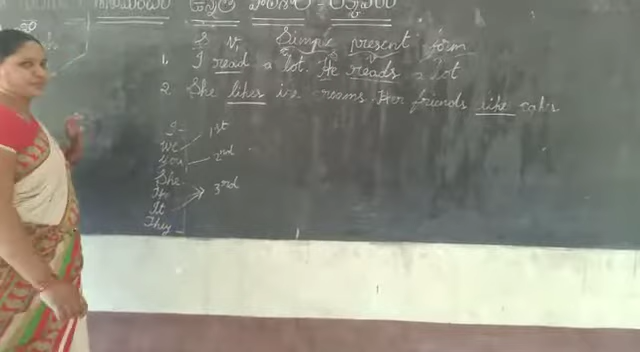 S V, Simple present form
1. I read a lot. He reads a lot
2. She likes ice creams. Her friends like cakes
I - 1st
We
You - 2nd
She
He 3rd
It
They